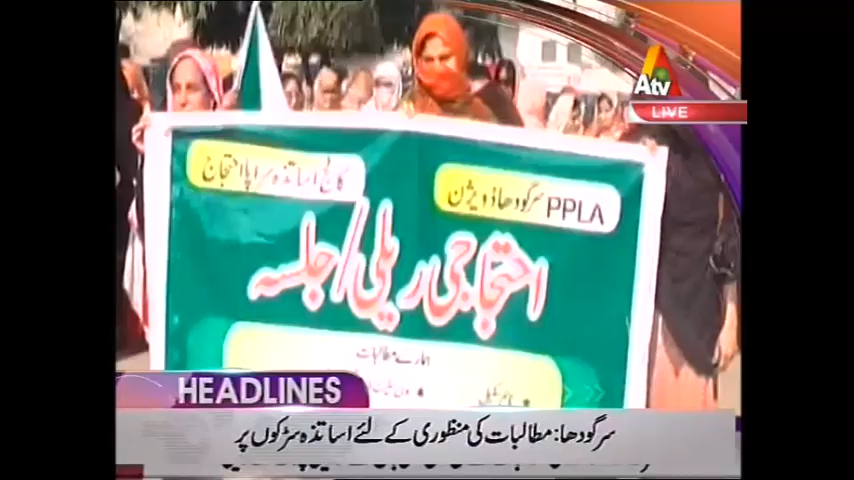 Atv
LIVE
کالج اساتذہ سراپا احتجاج
PPLA سرگودھا ڈویژن
احتجاجی ریلی/جلسہ
ہمارے مطالبات
HEADLINES
سرگودھا: مطالبات کی منظوری کے لئے اساتذہ سڑکوں پر